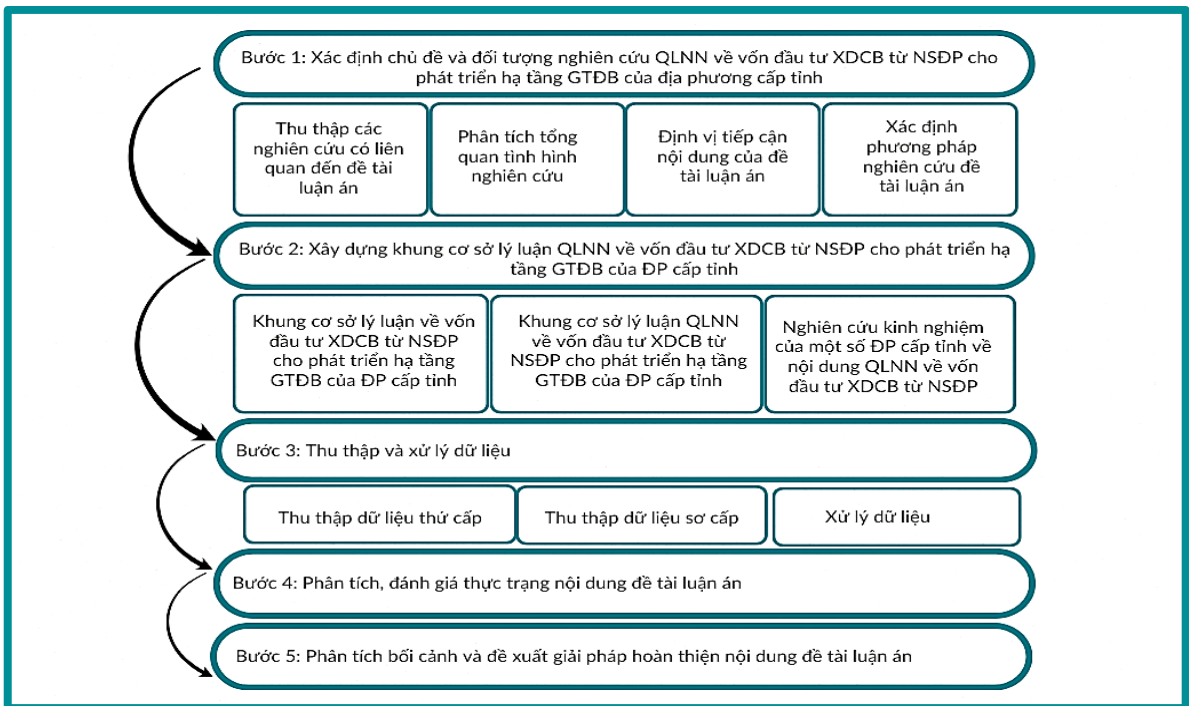 Bước 1: Xác định chủ đề và đối tượng nghiên cứu QLNN về vốn đầu tư XDCB từ NSĐP cho
phát triển hạ tầng GTĐB của địa phương cấp tỉnh
Thu thập các
nghiên cứu có liên
quan đến đề tài
luận án
Phân tích tổng
quan tình hình
nghiên cứu
Định vị tiếp cận
nội dung của đề
tài luận án
Xác định
phương pháp
nghiên cứu đề
tài luận án
Bước 2: Xây dựng khung cơ sở lý luận QLNN về vốn đầu tư XDCB từ NSĐP cho phát triển hạ
tầng GTĐB của ĐP cấp tỉnh
Khung cơ sở lý luận về vốn
đầu tư XDCB từ NSĐP
cho phát triển hạ tầng
GTĐB của ĐP cấp tỉnh
Khung cơ sở lý luận QLNN
về vốn đầu tư XDCB từ
NSĐP cho phát triển hạ tầng
GTĐB của ĐP cấp tỉnh
Nghiên cứu kinh nghiệm
của một số ĐP cấp tỉnh về
nội dung QLNN về vốn
đầu tư XDCB từ NSĐP
Bước 3: Thu thập và xử lý dữ liệu
Thu thập dữ liệu thứ cấp
Thu thập dữ liệu sơ cấp
Xử lý dữ liệu
Bước 4: Phân tích, đánh giá thực trạng nội dung đề tài luận án
Bước 5: Phân tích bối cảnh và đề xuất giải pháp hoàn thiện nội dung đề tài luận án